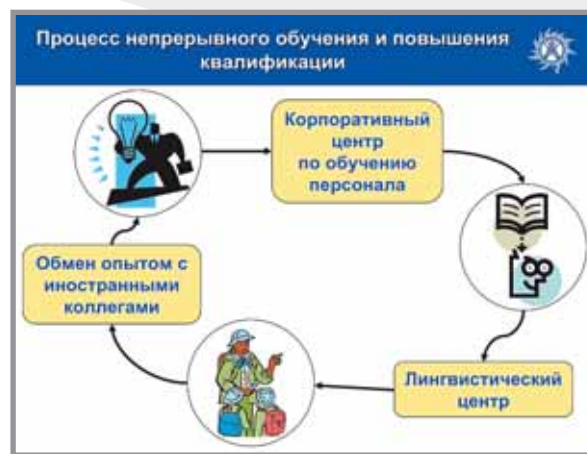 Процесс непрерывного обучения и повышения
квалификации
Корпоративный
центр
по обучению
персонала
Обмен опытом с
иностранными
коллегами
Лингвистический
центр